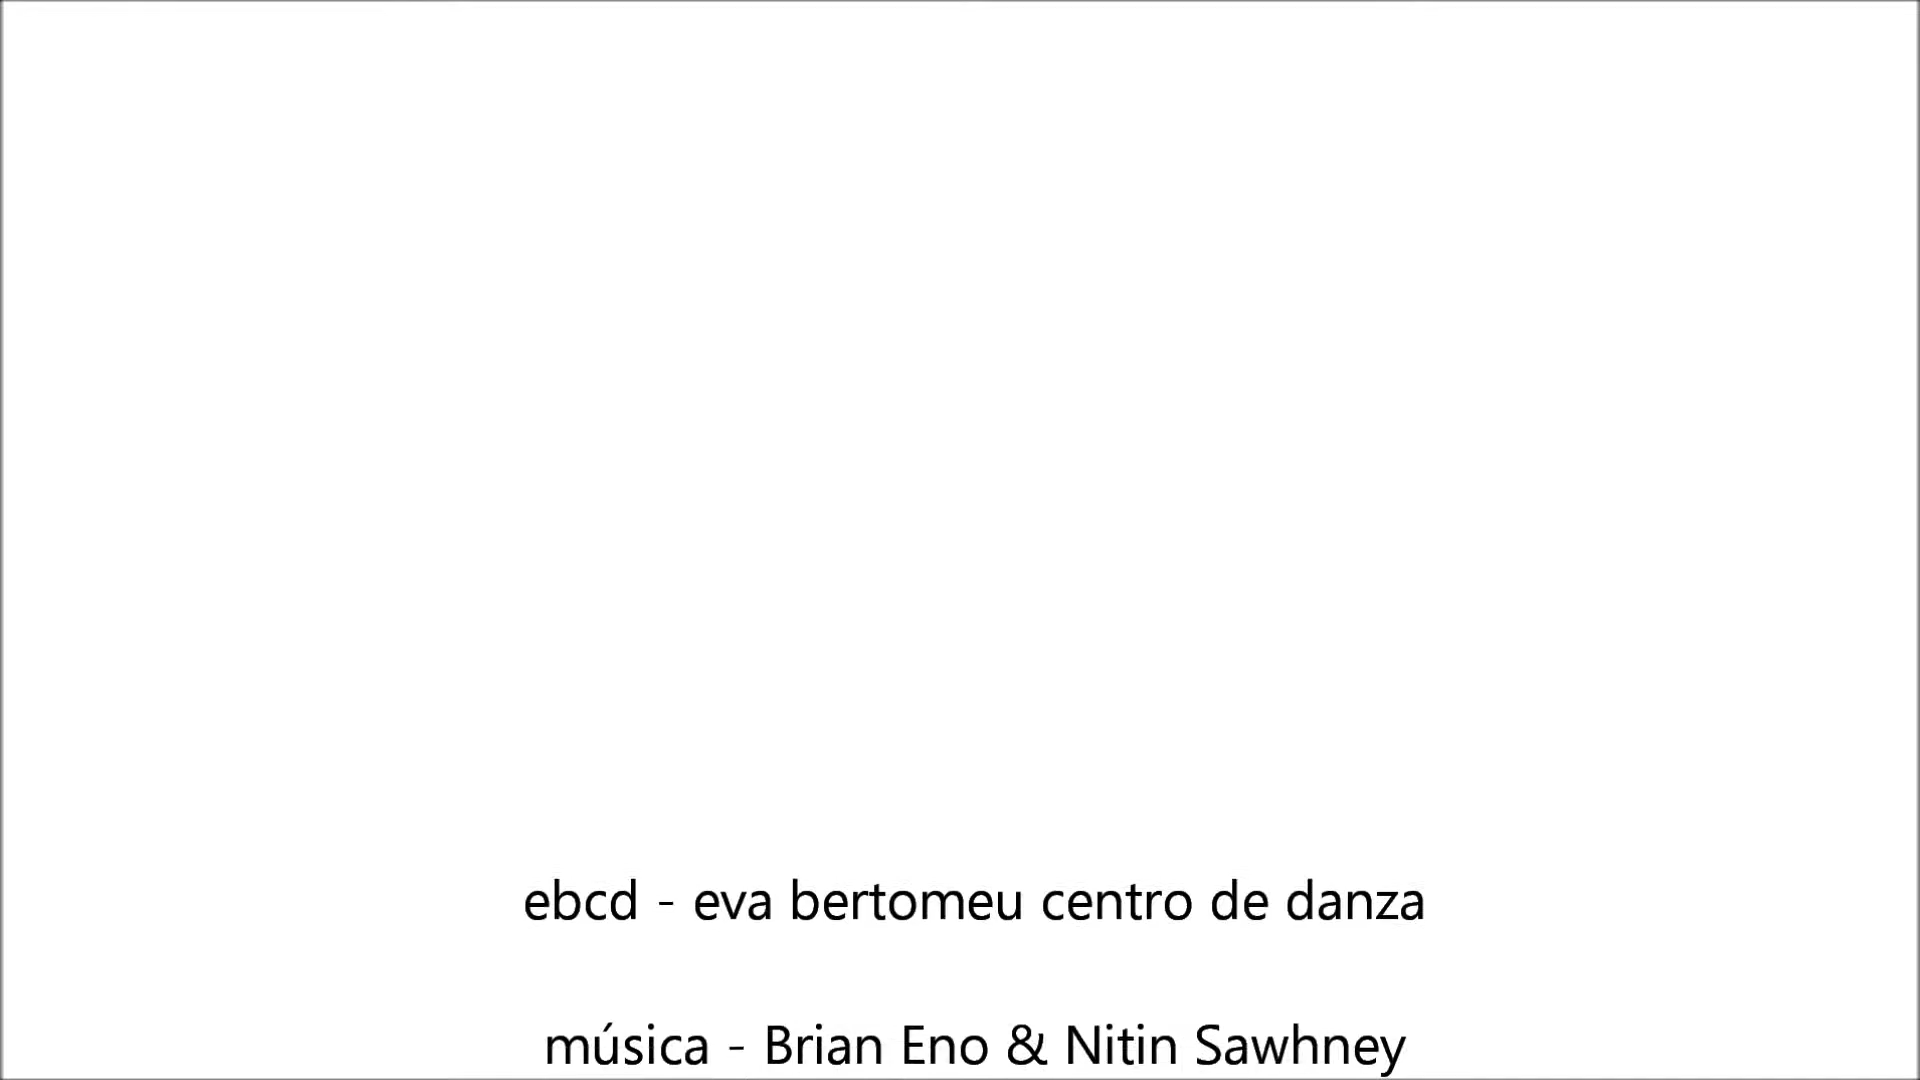 ebcd - eva bertomeu centro de danza
música - Brian Eno & Nitin Sawhney